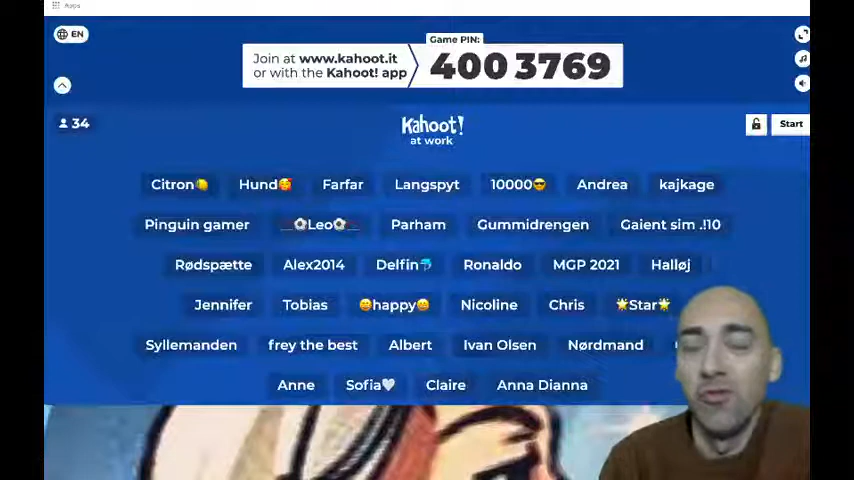 Apps
EN
Game PIN:
Join at www.kahoot.it
or with the Kahoot! app
400 3769
34
Kahoot!
at work
Start
Citron🍋 Hund🥰 Farfar Langspyt 10000😎 Andrea kajkage
Pinguin gamer __⚽Leo⚽__ Parham Gummidrengen Gaient sim .!10
Rødspætte Alex2014 Delfin🐬 Ronaldo MGP 2021 Halløj
Jennifer Tobias 😄happy😄 Nicoline Chris 🌟Star🌟
Syllemanden frey the best Albert Ivan Olsen Nørdmand
Anne Sofia🤍 Claire Anna Dianna